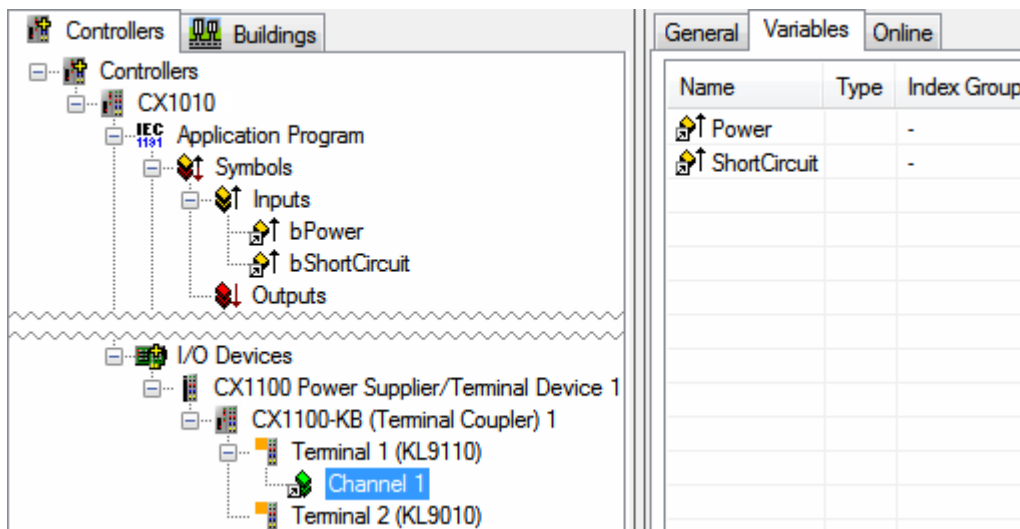 Controllers Buildings
Controllers
CX1010
IEC 1131 Application Program
Symbols
Inputs
bPower
bShortCircuit
Outputs
I/O Devices
CX1100 Power Supplier/Terminal Device 1
CX1100-KB (Terminal Coupler) 1
Terminal 1 (KL9110)
Channel 1
Terminal 2 (KL9010)
General Variables Online
Name Type Index Group
Power -
ShortCircuit -